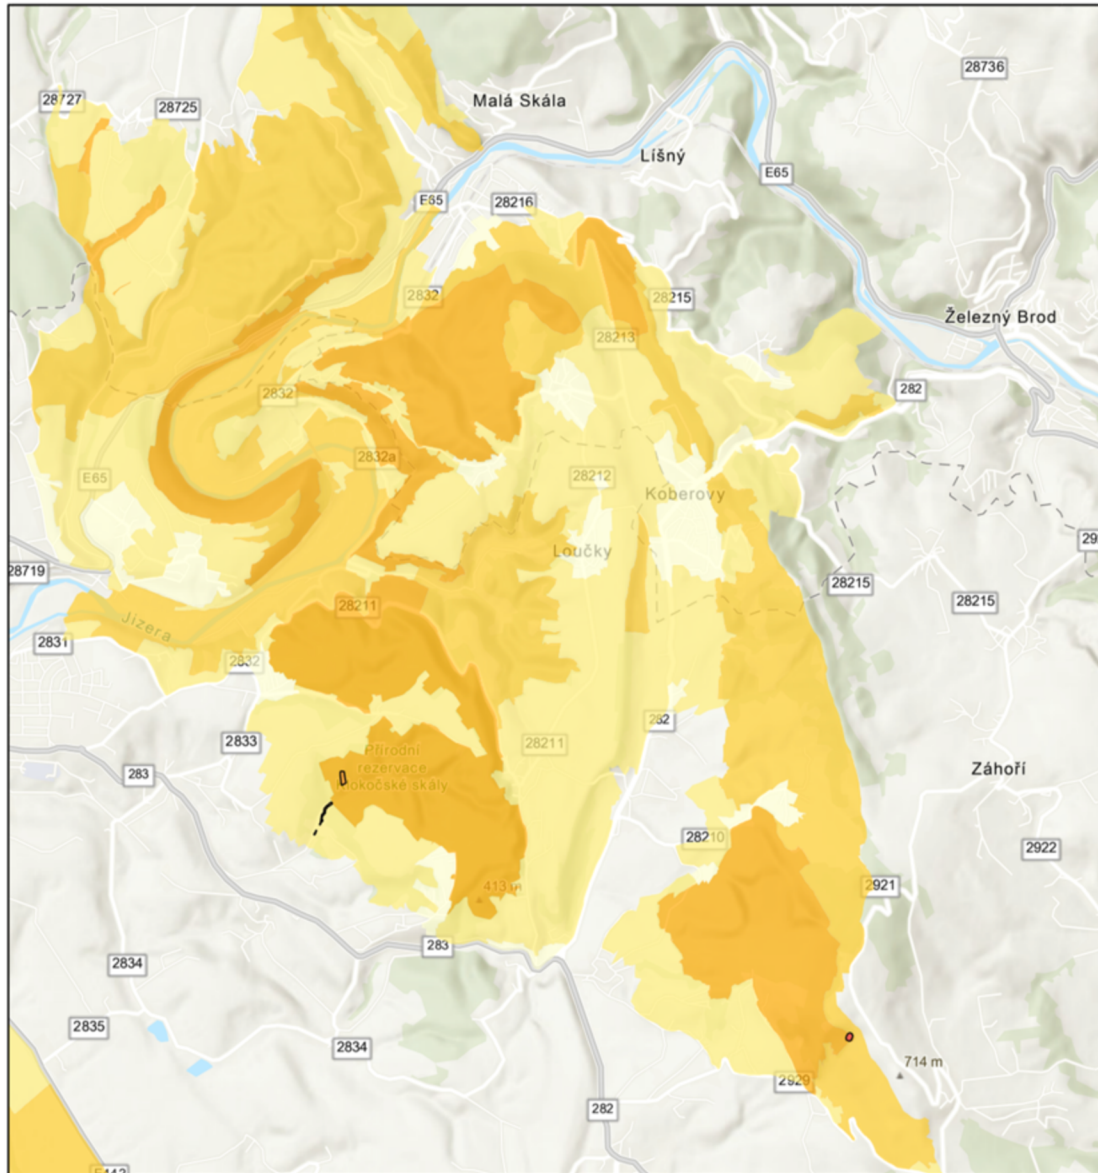 Malá Skála
28736
28727
28725
Líšný
E65
E65
28216
2832
28215
28213
Železný Brod
282
2832
2832a
E65
28212
Koberovy
Loučky
28719
28215
28215
28211
Jizera
2831
2832
2833
28211
282
283
Přírodní
rezervace
skály
Záhoří
28210
2922
413 m
2921
283
2834
2835
2834
714 m
2929
282